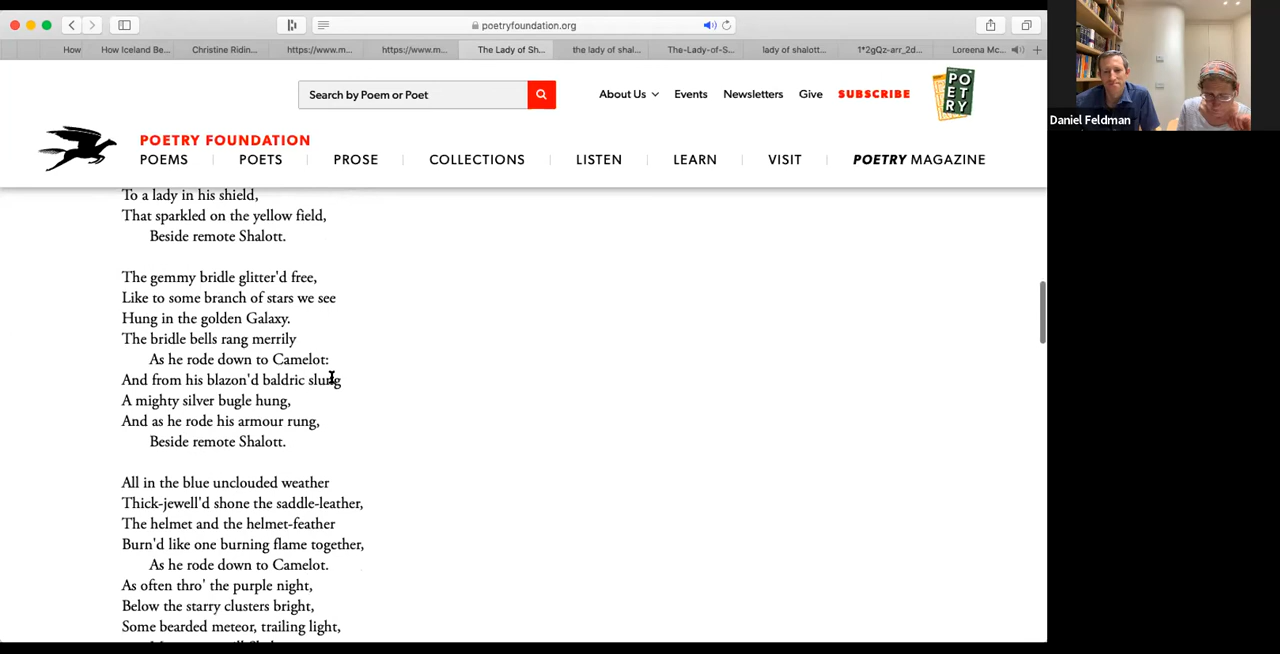 poetryfoundation.org
How
How Iceland Be...
Christine Ridin...
https://www.m...
https://www.m...
The Lady of Sh...
the lady of shal...
The-Lady-of-S...
lady of shalott...
1*2gQz-arr_2d...
Loreena Mc...
Search by Poem or Poet
About Us
Events
Newsletters
Give
SUBSCRIBE
POETRY
POETRY FOUNDATION
POEMS
POETS
PROSE
COLLECTIONS
LISTEN
LEARN
VISIT
POETRY MAGAZINE
Daniel Feldman
To a lady in his shield,
That sparkled on the yellow field,
Beside remote Shalott.
The gemmy bridle glitter'd free,
Like to some branch of stars we see
Hung in the golden Galaxy.
The bridle bells rang merrily
As he rode down to Camelot:
And from his blazon'd baldric slung
A mighty silver bugle hung,
And as he rode his armour rung,
Beside remote Shalott.
All in the blue unclouded weather
Thick-jewell'd shone the saddle-leather,
The helmet and the helmet-feather
Burn'd like one burning flame together,
As he rode down to Camelot.
As often thro' the purple night,
Below the starry clusters bright,
Some bearded meteor, trailing light,